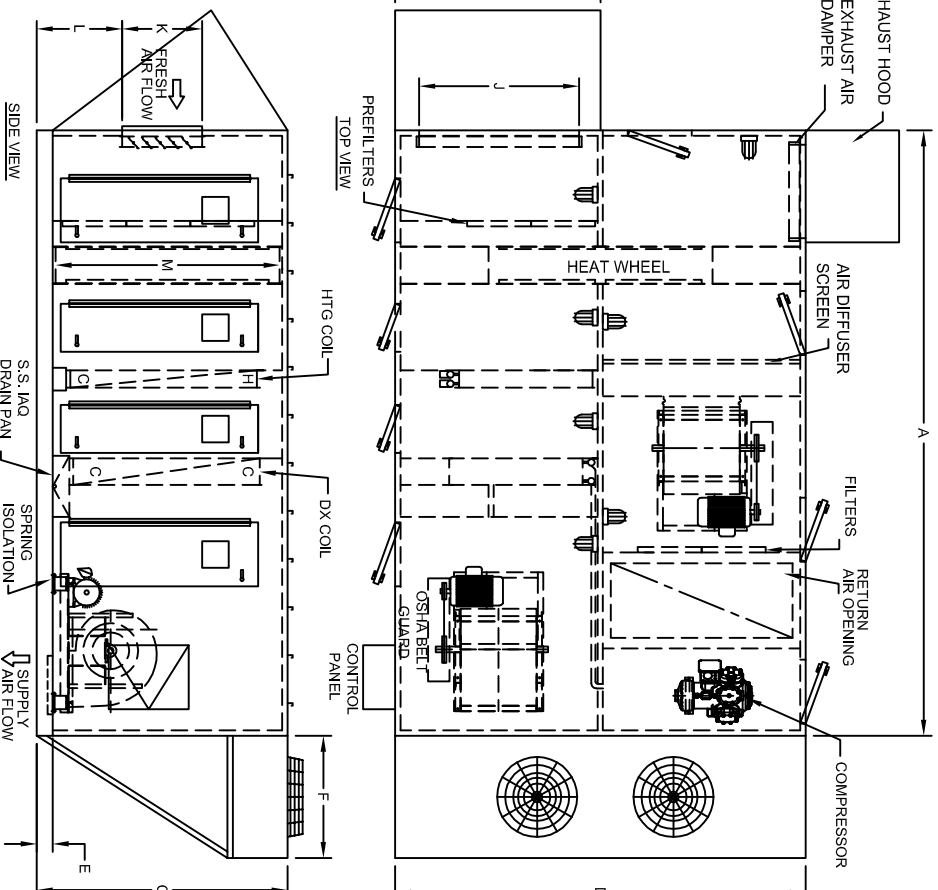 HAUST HOOD
EXHAUST AIR
DAMPER
A
J
PREFILTERS
TOP VIEW
HEAT WHEEL
AIR DIFFUSER
SCREEN
FILTERS
RETURN
AIR OPENING
COMPRESSOR
OSHA BELT
GUARD
CONTROL
PANEL
L
K
FRESH
AIR FLOW
SIDE VIEW
M
HTG COIL
C
H
S.S. IAQ
DRAIN PAN
C
C
DX COIL
SPRING
ISOLATION
SUPPLY
AIR FLOW
F
E